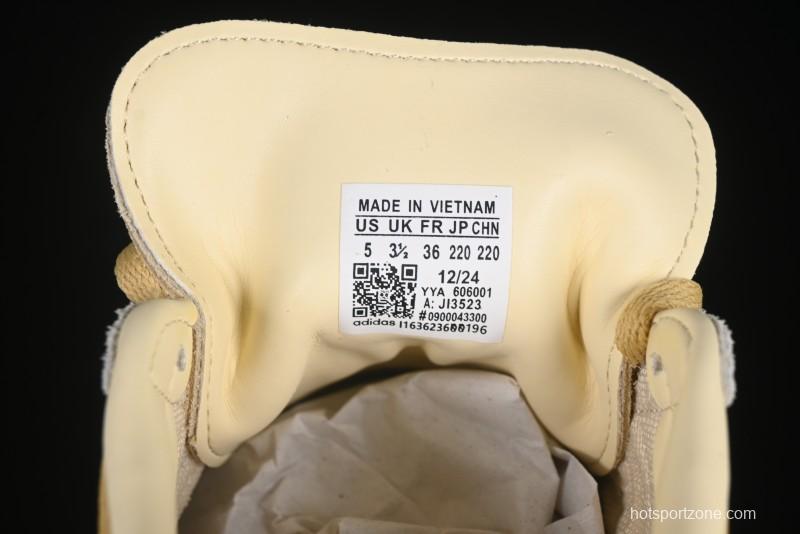 MADE IN VIETNAM
US UK FR JP CHN
5 3½ 36 220 220
12/24
YYA 606001
A: JI3523
#0900043300
adidas
hotsportzone.com